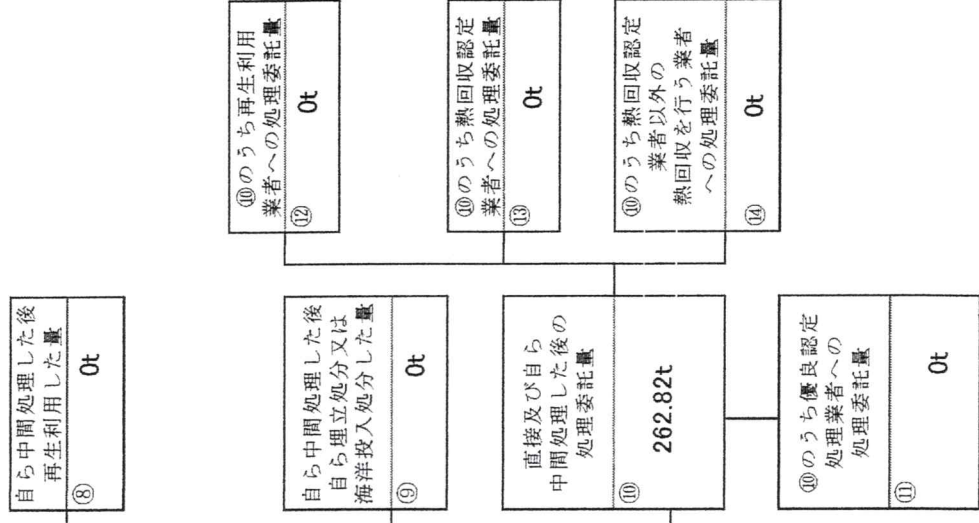 自ら中間処理した後
再生利用した量
⑧
0t
自ら中間処理した後
自ら埋立処分又は
海洋投入処分した量
⑨
0t
直接及び自ら
中間処理した後の
処理委託量
⑩
262.82t
⑩のうち優良認定
処理業者への
処理委託量
⑪
0t
⑩のうち再生利用
業者への処理委託量
⑫
0t
⑩のうち熱回収認定
業者への処理委託量
⑬
0t
⑩のうち熱回収認定
業者以外の
熱回収を行う業者
への処理委託量
⑭
0t